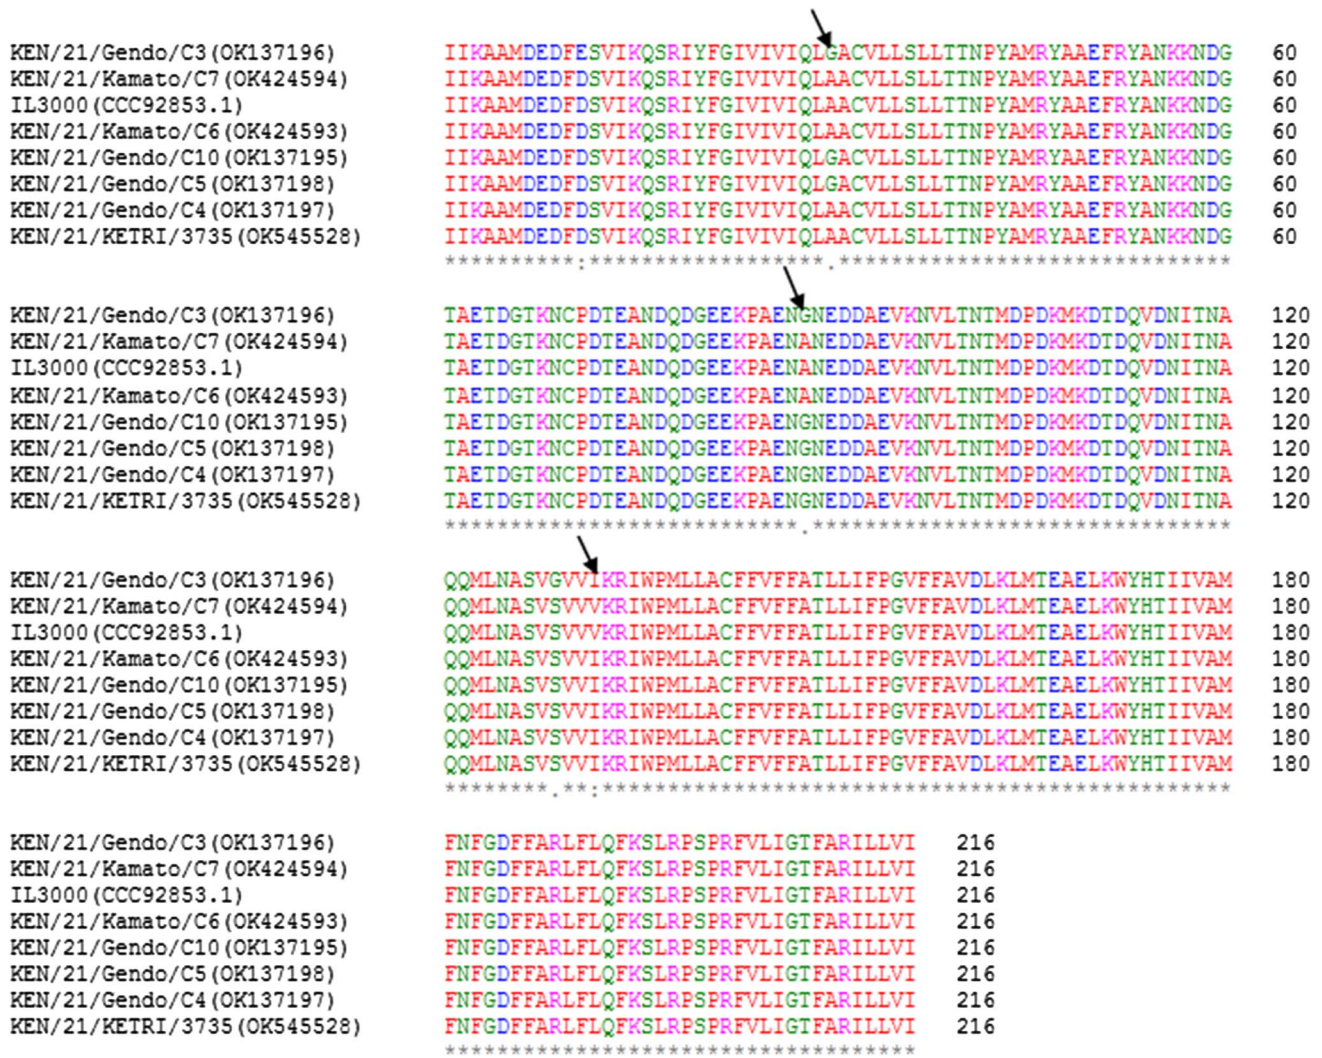 KEN/21/Gendo/C3(OK137196) IIKAAMDEDFESVIKQSRIYFGIVIVIQLGACVLLSLLTTNPYAMRYAAEFRYANKKNDG 60
KEN/21/Kamato/C7(OK424594) IIKAAMDEDFDSVIKQSRIYFGIVIVIQLAACVLLSLLTTNPYAMRYAAEFRYANKKNDG 60
IL3000(CCC92853.1) IIKAAMDEDFDSVIKQSRIYFGIVIVIQLAACVLLSLLTTNPYAMRYAAEFRYANKKNDG 60
KEN/21/Kamato/C6(OK424593) IIKAAMDEDFDSVIKQSRIYFGIVIVIQLAACVLLSLLTTNPYAMRYAAEFRYANKKNDG 60
KEN/21/Gendo/C10(OK137195) IIKAAMDEDFDSVIKQSRIYFGIVIVIQLGACVLLSLLTTNPYAMRYAAEFRYANKKNDG 60
KEN/21/Gendo/C5(OK137198) IIKAAMDEDFDSVIKQSRIYFGIVIVIQLGACVLLSLLTTNPYAMRYAAEFRYANKKNDG 60
KEN/21/Gendo/C4(OK137197) IIKAAMDEDFDSVIKQSRIYFGIVIVIQLAACVLLSLLTTNPYAMRYAAEFRYANKKNDG 60
KEN/21/KETRI/3735(OK545528) IIKAAMDEDFDSVIKQSRIYFGIVIVIQLAACVLLSLLTTNPYAMRYAAEFRYANKKNDG 60
**********:******************.******************************
KEN/21/Gendo/C3(OK137196) TAETDGTKNCPDTEANDQDGEEKPAENGNEDDAEVKNVLTNTMDPDKMKDTDQVDNITNA 120
KEN/21/Kamato/C7(OK424594) TAETDGTKNCPDTEANDQDGEEKPAENANEDDAEVKNVLTNTMDPDKMKDTDQVDNITNA 120
IL3000(CCC92853.1) TAETDGTKNCPDTEANDQDGEEKPAENANEDDAEVKNVLTNTMDPDKMKDTDQVDNITNA 120
KEN/21/Kamato/C6(OK424593) TAETDGTKNCPDTEANDQDGEEKPAENANEDDAEVKNVLTNTMDPDKMKDTDQVDNITNA 120
KEN/21/Gendo/C10(OK137195) TAETDGTKNCPDTEANDQDGEEKPAENGNEDDAEVKNVLTNTMDPDKMKDTDQVDNITNA 120
KEN/21/Gendo/C5(OK137198) TAETDGTKNCPDTEANDQDGEEKPAENGNEDDAEVKNVLTNTMDPDKMKDTDQVDNITNA 120
KEN/21/Gendo/C4(OK137197) TAETDGTKNCPDTEANDQDGEEKPAENGNEDDAEVKNVLTNTMDPDKMKDTDQVDNITNA 120
KEN/21/KETRI/3735(OK545528) TAETDGTKNCPDTEANDQDGEEKPAENGNEDDAEVKNVLTNTMDPDKMKDTDQVDNITNA 120
***************************.********************************
KEN/21/Gendo/C3(OK137196) QQMLNASVGVVIKRIWPMLLACFFVFFATLLIFPGVFFAVDLKLMTEAELKWYHTIIVAM 180
KEN/21/Kamato/C7(OK424594) QQMLNASVSVVVKRIWPMLLACFFVFFATLLIFPGVFFAVDLKLMTEAELKWYHTIIVAM 180
IL3000(CCC92853.1) QQMLNASVSVVVKRIWPMLLACFFVFFATLLIFPGVFFAVDLKLMTEAELKWYHTIIVAM 180
KEN/21/Kamato/C6(OK424593) QQMLNASVSVVIKRIWPMLLACFFVFFATLLIFPGVFFAVDLKLMTEAELKWYHTIIVAM 180
KEN/21/Gendo/C10(OK137195) QQMLNASVSVVIKRIWPMLLACFFVFFATLLIFPGVFFAVDLKLMTEAELKWYHTIIVAM 180
KEN/21/Gendo/C5(OK137198) QQMLNASVSVVIKRIWPMLLACFFVFFATLLIFPGVFFAVDLKLMTEAELKWYHTIIVAM 180
KEN/21/Gendo/C4(OK137197) QQMLNASVSVVIKRIWPMLLACFFVFFATLLIFPGVFFAVDLKLMTEAELKWYHTIIVAM 180
KEN/21/KETRI/3735(OK545528) QQMLNASVSVVIKRIWPMLLACFFVFFATLLIFPGVFFAVDLKLMTEAELKWYHTIIVAM 180
********.**:************************************************
KEN/21/Gendo/C3(OK137196) FNFGDFFARLFLQFKSLRPSPRFVLIGTFARILLVI 216
KEN/21/Kamato/C7(OK424594) FNFGDFFARLFLQFKSLRPSPRFVLIGTFARILLVI 216
IL3000(CCC92853.1) FNFGDFFARLFLQFKSLRPSPRFVLIGTFARILLVI 216
KEN/21/Kamato/C6(OK424593) FNFGDFFARLFLQFKSLRPSPRFVLIGTFARILLVI 216
KEN/21/Gendo/C10(OK137195) FNFGDFFARLFLQFKSLRPSPRFVLIGTFARILLVI 216
KEN/21/Gendo/C5(OK137198) FNFGDFFARLFLQFKSLRPSPRFVLIGTFARILLVI 216
KEN/21/Gendo/C4(OK137197) FNFGDFFARLFLQFKSLRPSPRFVLIGTFARILLVI 216
KEN/21/KETRI/3735(OK545528) FNFGDFFARLFLQFKSLRPSPRFVLIGTFARILLVI 216
************************************